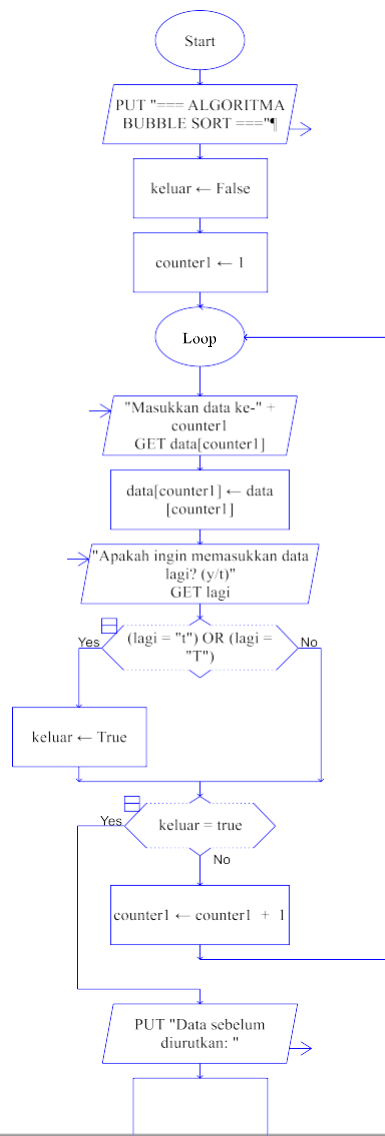 Start
PUT "=== ALGORITMA
BUBBLE SORT ==="¶
keluar ← False
counter1 ← 1
Loop
"Masukkan data ke-" +
counter1
GET data[counter1]
data[counter1] ← data
[counter1]
"Apakah ingin memasukkan data
lagi? (y/t)"
GET lagi
Yes
(lagi = "t") OR (lagi =
"T")
No
keluar ← True
Yes
keluar = true
No
counter1 ← counter1 + 1
PUT "Data sebelum
diurutkan: "